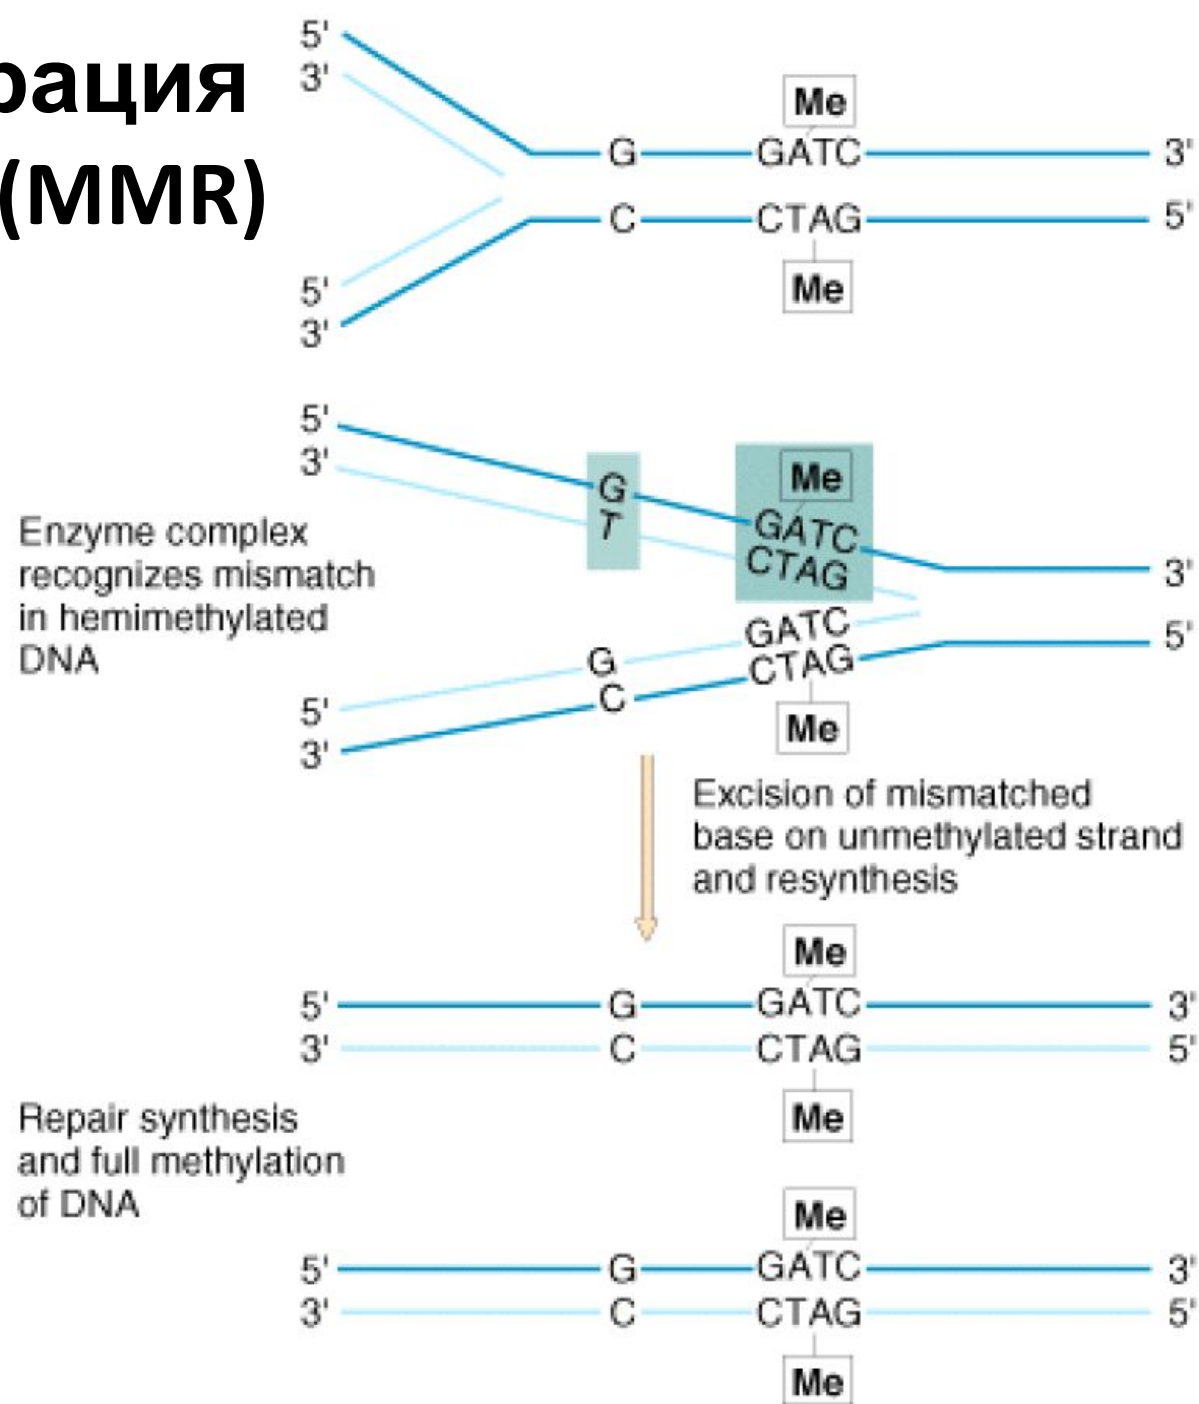 рация
(MMR)
5'
3'
Me
G GATC 3'
C CTAG 5'
Me
5'
3'
5'
3'
Me
G GATC
T CTAG
3'
Enzyme complex
recognizes mismatch
in hemimethylated
DNA
G GATC 5'
C CTAG
5'
3'
Me
Excision of mismatched
base on unmethylated strand
and resynthesis
Me
5' G GATC 3'
3' C CTAG 5'
Me
Repair synthesis
and full methylation
of DNA
Me
5' G GATC 3'
3' C CTAG 5'
Me